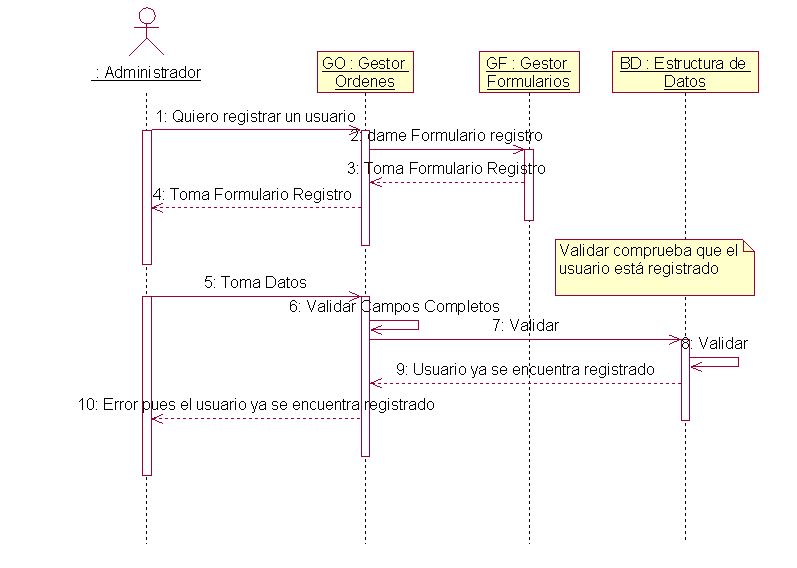 : Administrador
GO : Gestor
Ordenes
GF : Gestor
Formularios
BD : Estructura de
Datos
1: Quiero registrar un usuario
2: dame Formulario registro
3: Toma Formulario Registro
4: Toma Formulario Registro
Validar comprueba que el
usuario está registrado
5: Toma Datos
6: Validar Campos Completos
7: Validar
8: Validar
9: Usuario ya se encuentra registrado
10: Error pues el usuario ya se encuentra registrado